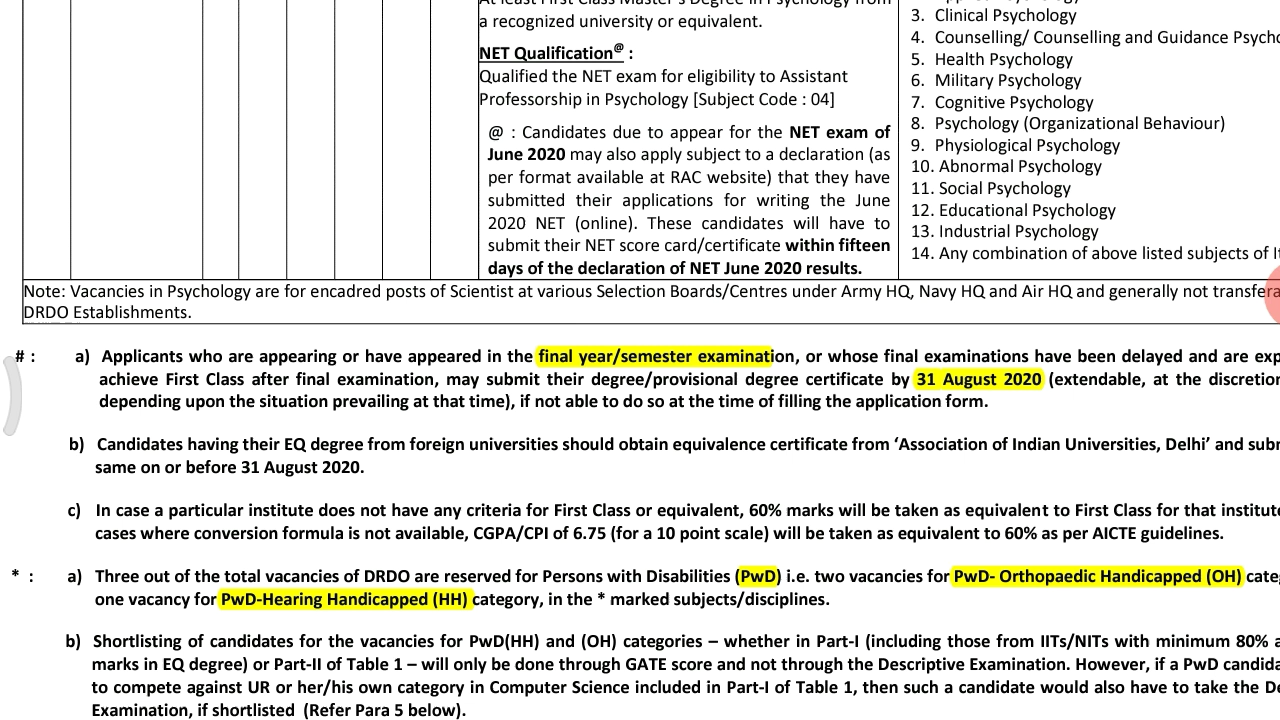 At least First Class Master's Degree in Psychology from
a recognized university or equivalent.
NET Qualification@ :
Qualified the NET exam for eligibility to Assistant
Professorship in Psychology [Subject Code : 04]
@ : Candidates due to appear for the NET exam of
June 2020 may also apply subject to a declaration (as
per format available at RAC website) that they have
submitted their applications for writing the June
2020 NET (online). These candidates will have to
submit their NET score card/certificate within fifteen
days of the declaration of NET June 2020 results.
3. Clinical Psychology
4. Counselling/ Counselling and Guidance Psycho
5. Health Psychology
6. Military Psychology
7. Cognitive Psychology
8. Psychology (Organizational Behaviour)
9. Physiological Psychology
10. Abnormal Psychology
11. Social Psychology
12. Educational Psychology
13. Industrial Psychology
14. Any combination of above listed subjects of
Note: Vacancies in Psychology are for encadred posts of Scientist at various Selection Boards/Centres under Army HQ, Navy HQ and Air HQ and generally not transfera
DRDO Establishments.
# : a) Applicants who are appearing or have appeared in the final year/semester examination, or whose final examinations have been delayed and are exp
achieve First Class after final examination, may submit their degree/provisional degree certificate by 31 August 2020 (extendable, at the discretion
depending upon the situation prevailing at that time), if not able to do so at the time of filling the application form.
b) Candidates having their EQ degree from foreign universities should obtain equivalence certificate from ‘Association of Indian Universities, Delhi’ and subm
same on or before 31 August 2020.
c) In case a particular institute does not have any criteria for First Class or equivalent, 60% marks will be taken as equivalent to First Class for that institute
cases where conversion formula is not available, CGPA/CPI of 6.75 (for a 10 point scale) will be taken as equivalent to 60% as per AICTE guidelines.
* : a) Three out of the total vacancies of DRDO are reserved for Persons with Disabilities (PwD) i.e. two vacancies for PwD- Orthopaedic Handicapped (OH) cate
one vacancy for PwD-Hearing Handicapped (HH) category, in the * marked subjects/disciplines.
b) Shortlisting of candidates for the vacancies for PwD(HH) and (OH) categories – whether in Part-I (including those from IITs/NITs with minimum 80% a
marks in EQ degree) or Part-II of Table 1 – will only be done through GATE score and not through the Descriptive Examination. However, if a PwD candida
to compete against UR or her/his own category in Computer Science included in Part-I of Table 1, then such a candidate would also have to take the De
Examination, if shortlisted (Refer Para 5 below).